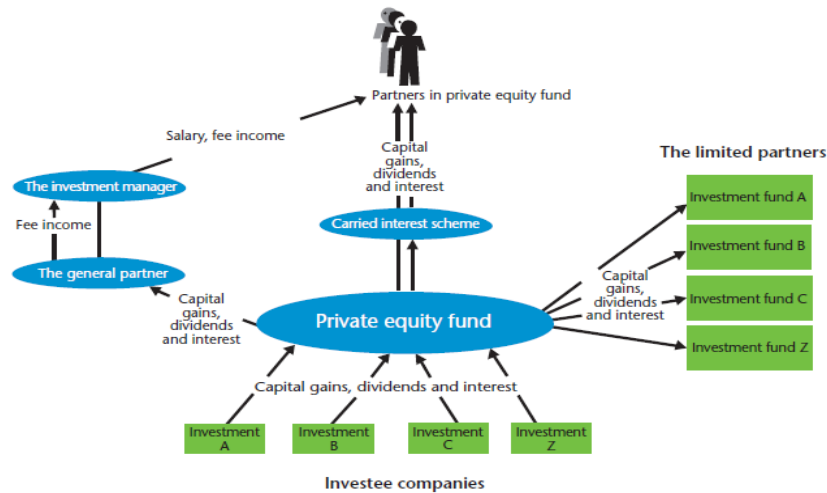 Partners in private equity fund
Salary, fee income
Capital
gains,
dividends
and interest
The limited partners
The investment manager
Investment fund A
Fee income
Carried interest scheme
Investment fund B
The general partner
Capital
gains,
dividends
and interest
Investment fund C
Capital
gains,
dividends
and interest
Private equity fund
Investment fund Z
Capital gains, dividends and interest
Investment
A
Investment
B
Investment
C
Investment
Z
Investee companies